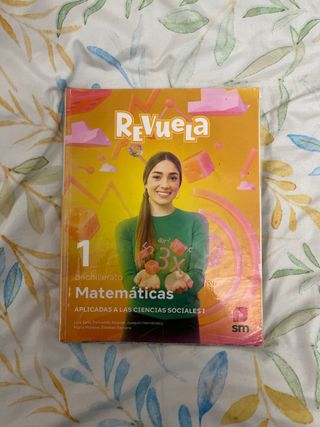 REVUELA
1
bachillerato
Matemáticas
APLICADAS A LAS CIENCIAS SOCIALES I
sm